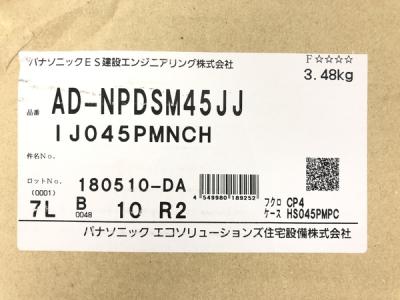 パナソニックＥＳ建設エンジニアリング株式会社
F☆☆☆☆
3.48kg
品番 AD-NPDSM45JJ
IJ045PMNCH
件名No.
ロットNo. 180510-DA
(0001)
7L B 0048 10 R2
4 549980 189252
フクロ CP4
ケース HS045PMPC
パナソニック エコソリューションズ住宅設備株式会社